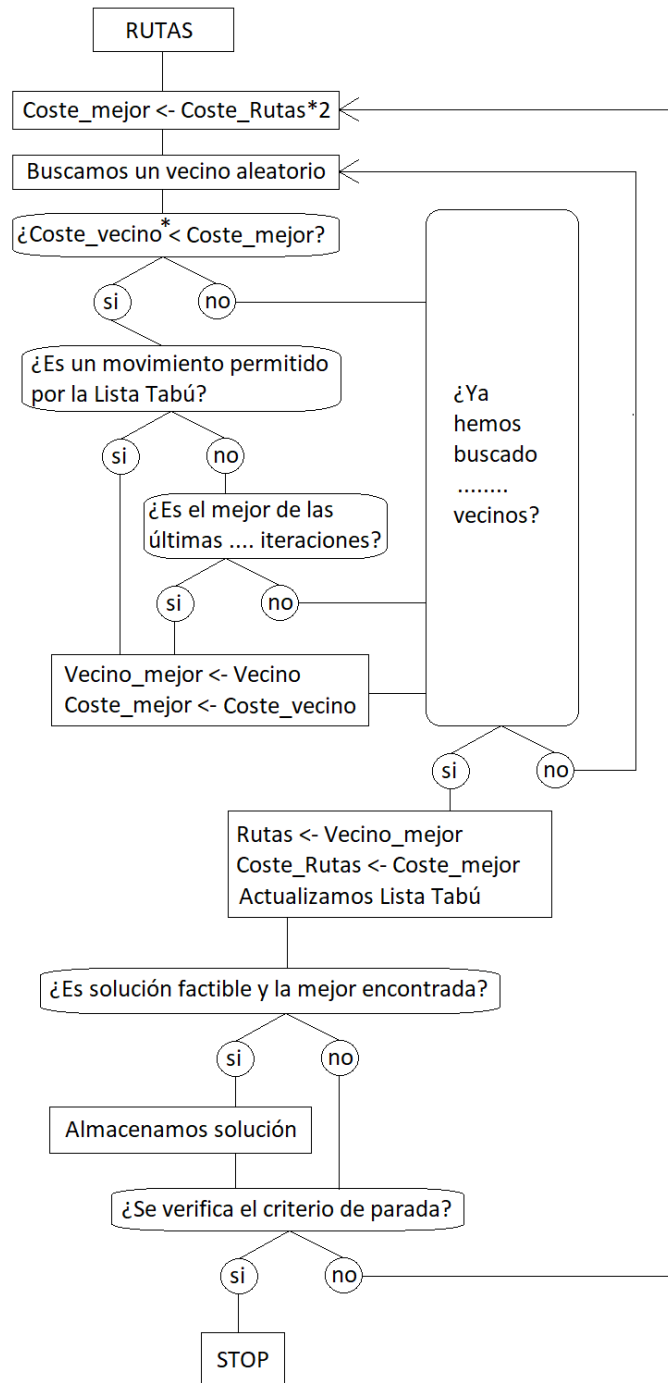 RUTAS
Coste_mejor <- Coste_Rutas*2
Buscamos un vecino aleatorio
¿Coste_vecino*< Coste_mejor?
si
no
¿Es un movimiento permitido
por la Lista Tabú?
si
no
¿Es el mejor de las
últimas .... iteraciones?
si
no
Vecino_mejor <- Vecino
Coste_mejor <- Coste_vecino
¿Ya
hemos
buscado
........
vecinos?
si
no
Rutas <- Vecino_mejor
Coste_Rutas <- Coste_mejor
Actualizamos Lista Tabú
¿Es solución factible y la mejor encontrada?
si
no
Almacenamos solución
¿Se verifica el criterio de parada?
si
no
STOP